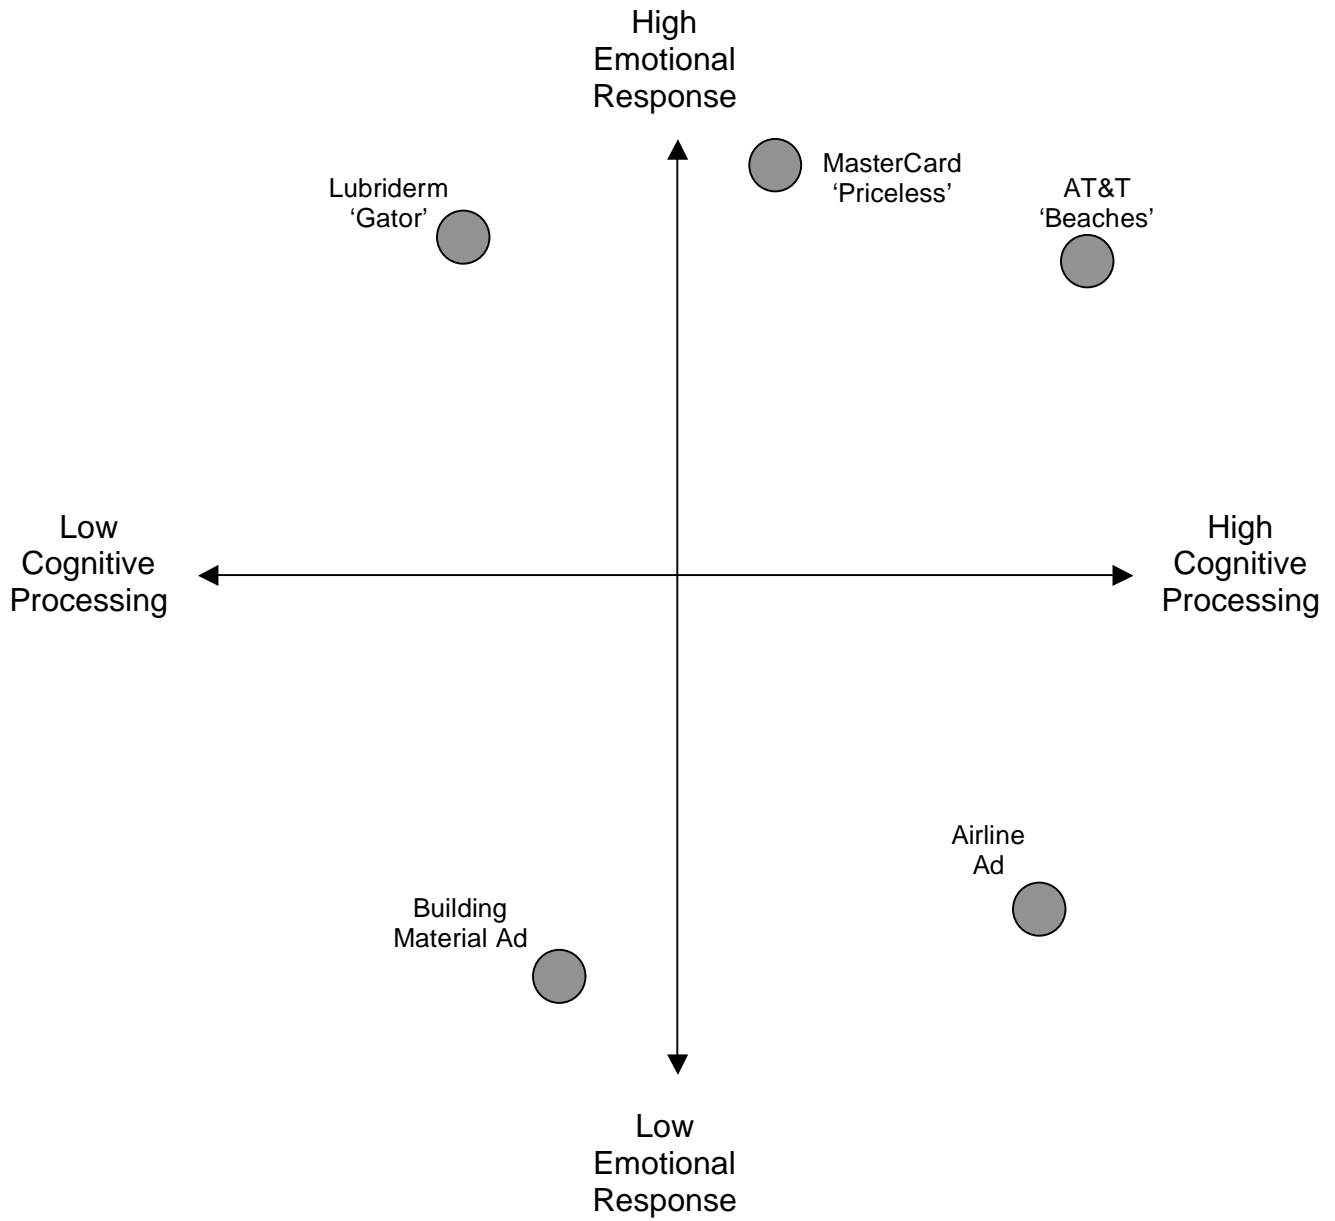 High
Emotional
Response
MasterCard
‘Priceless’
Lubriderm
‘Gator’
AT&T
‘Beaches’
Low
Cognitive
Processing
High
Cognitive
Processing
Airline
Ad
Building
Material Ad
Low
Emotional
Response